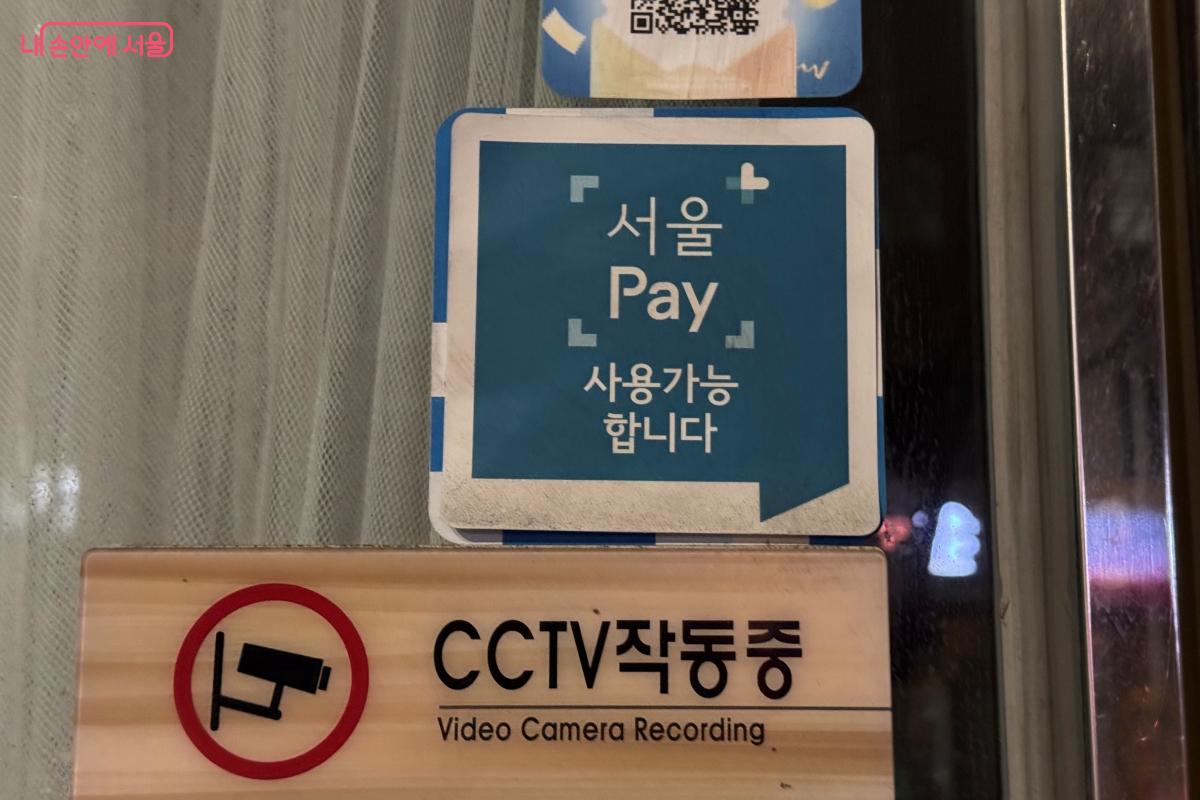 내 손안에 서울
서울
Pay
사용가능
합니다
CCTV작동중
Video Camera Recording